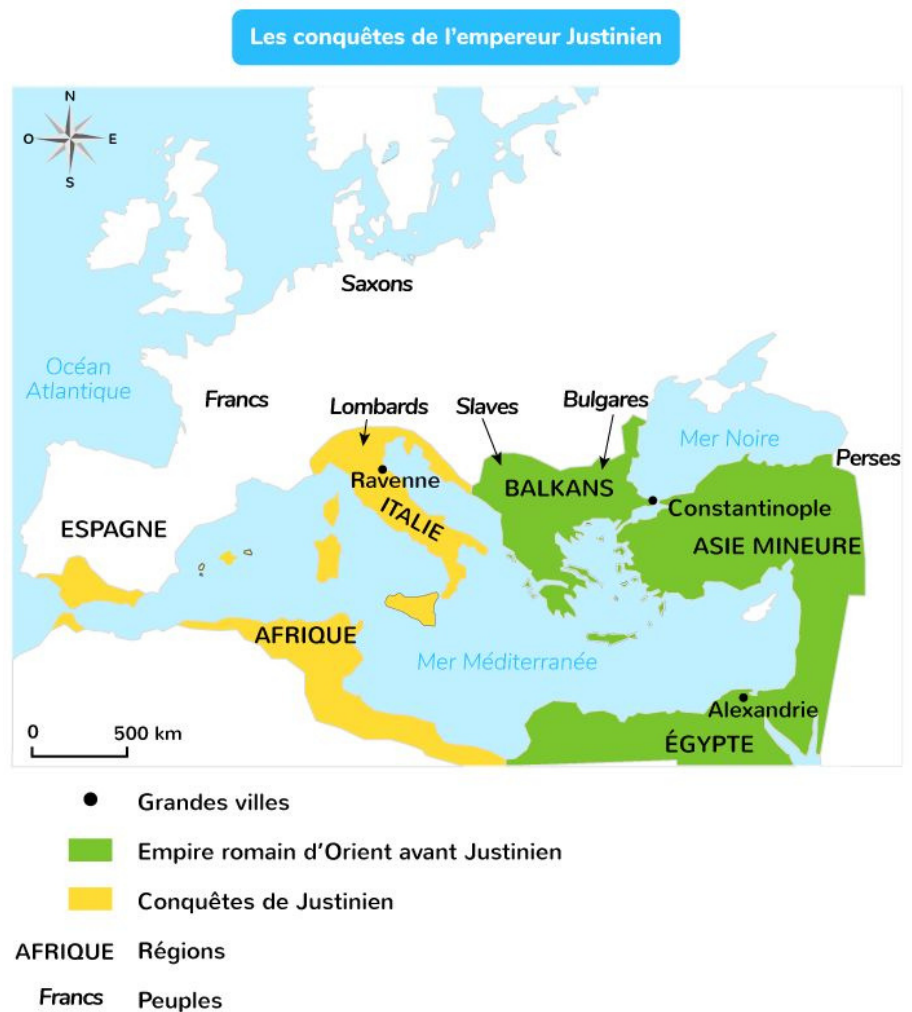 Les conquêtes de l'empereur Justinien
N
O
E
S
Saxons
Océan
Atlantique
Francs
Lombards
Slaves
Bulgares
Mer Noire
Perses
Ravenne
BALKANS
Constantinople
ITALIE
ESPAGNE
ASIE MINEURE
AFRIQUE
Mer Méditerranée
Alexandrie
ÉGYPTE
0
500 km
Grandes villes
Empire romain d'Orient avant Justinien
Conquêtes de Justinien
AFRIQUE Régions
Francs Peuples